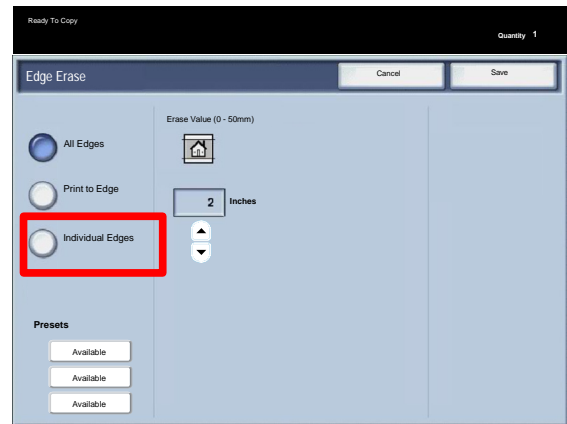 Ready To Copy
Quantity 1
Edge Erase
Cancel
Save
Erase Value (0 - 50mm)
All Edges
Print to Edge
2 Inches
Individual Edges
Presets
Available
Available
Available